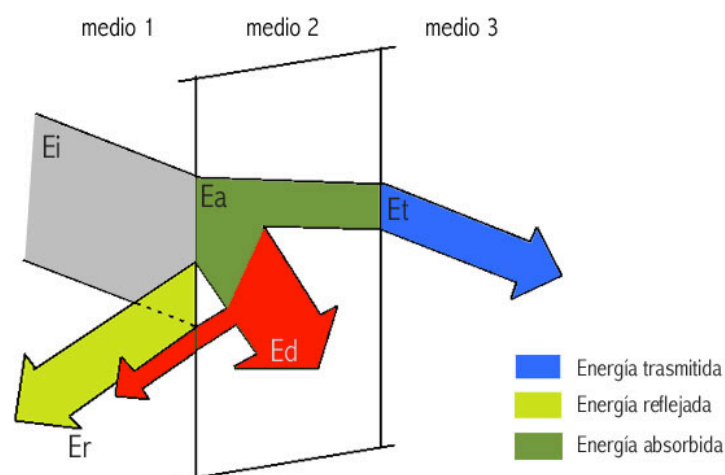 medio 1 medio 2 medio 3
Ei
Ea
Et
Ed
Er
Energía trasmitida
Energía reflejada
Energía absorbida